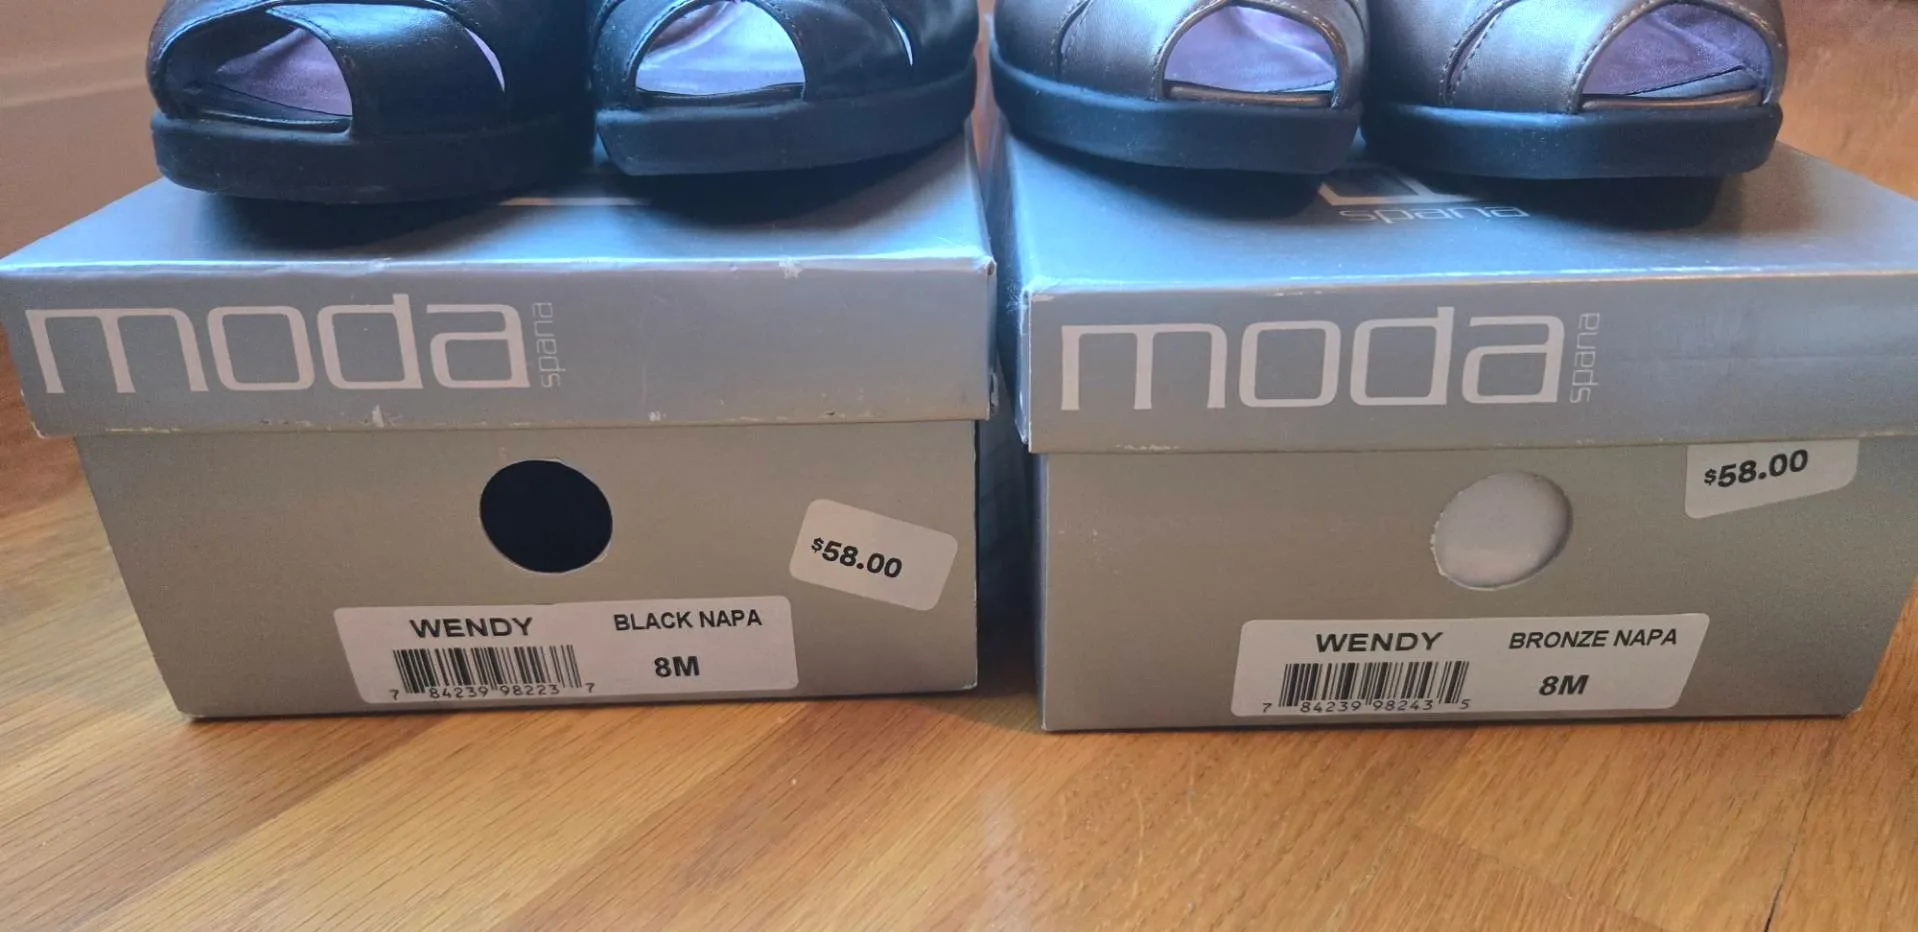 moda spana
$58.00
WENDY BLACK NAPA
8M
7 84239 98223 7
spana
moda spana
$58.00
WENDY BRONZE NAPA
8M
7 84239 98243 5